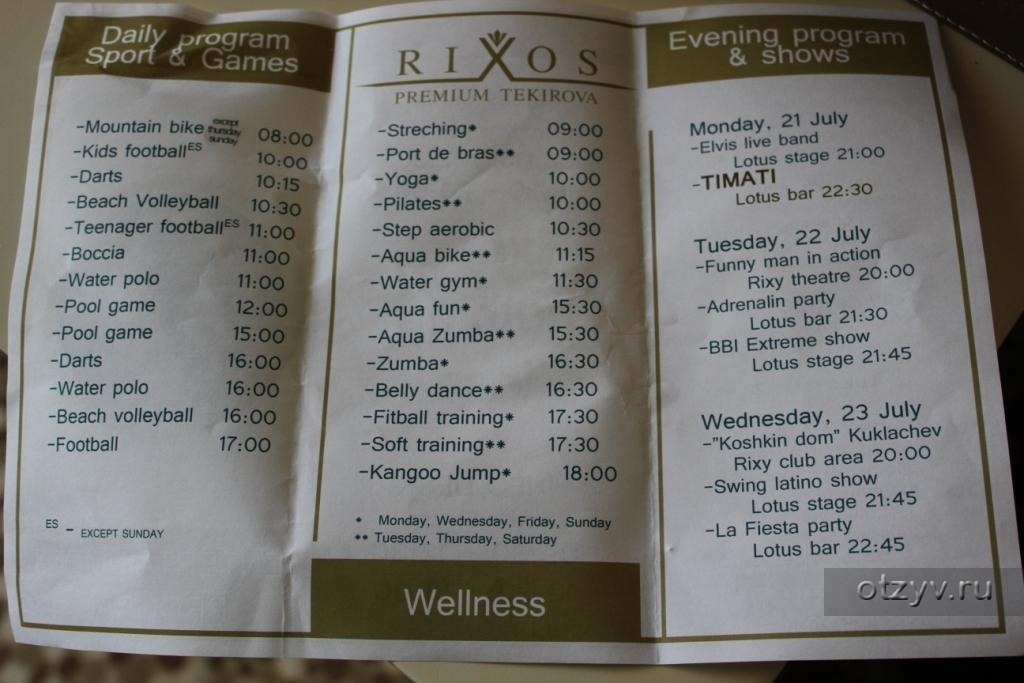 Daily program
Sport & Games
-Mountain bike except thursday sunday 08:00
-Kids football ES 10:00
-Darts 10:15
-Beach Volleyball 10:30
-Teenager football ES 11:00
-Boccia 11:00
-Water polo 11:00
-Pool game 12:00
-Pool game 15:00
-Darts 16:00
-Water polo 16:00
-Beach volleyball 16:00
-Football 17:00
ES - EXCEPT SUNDAY
RIXOS
PREMIUM TEKIROVA
-Streching* 09:00
-Port de bras** 09:00
-Yoga* 10:00
-Pilates** 10:00
-Step aerobic 10:30
-Aqua bike** 11:15
-Water gym* 11:30
-Aqua fun* 15:30
-Aqua Zumba** 15:30
-Zumba* 16:30
-Belly dance** 16:30
-Fitball training* 17:30
-Soft training** 17:30
-Kangoo Jump* 18:00
* Monday, Wednesday, Friday, Sunday
** Tuesday, Thursday, Saturday
Wellness
Evening program
& shows
Monday, 21 July
-Elvis live band
Lotus stage 21:00
-TIMATI
Lotus bar 22:30
Tuesday, 22 July
-Funny man in action
Rixy theatre 20:00
-Adrenalin party
Lotus bar 21:30
-BBI Extreme show
Lotus stage 21:45
Wednesday, 23 July
-"Koshkin dom" Kuklachev
Rixy club area 20:00
-Swing latino show
Lotus stage 21:45
-La Fiesta party
Lotus bar 22:45
otzyv.ru